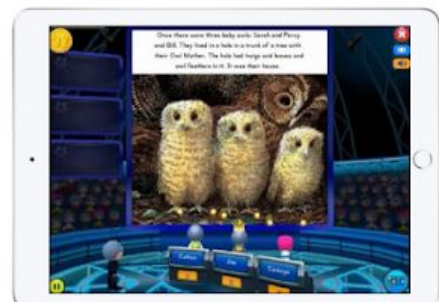 Once there were three baby owls: Sarah and Percy
and Bill. They lived in a hole in a trunk of a tree with
their Owl Mother. The hole had twigs and leaves and
owl feathers in it. It was their house.
Joe